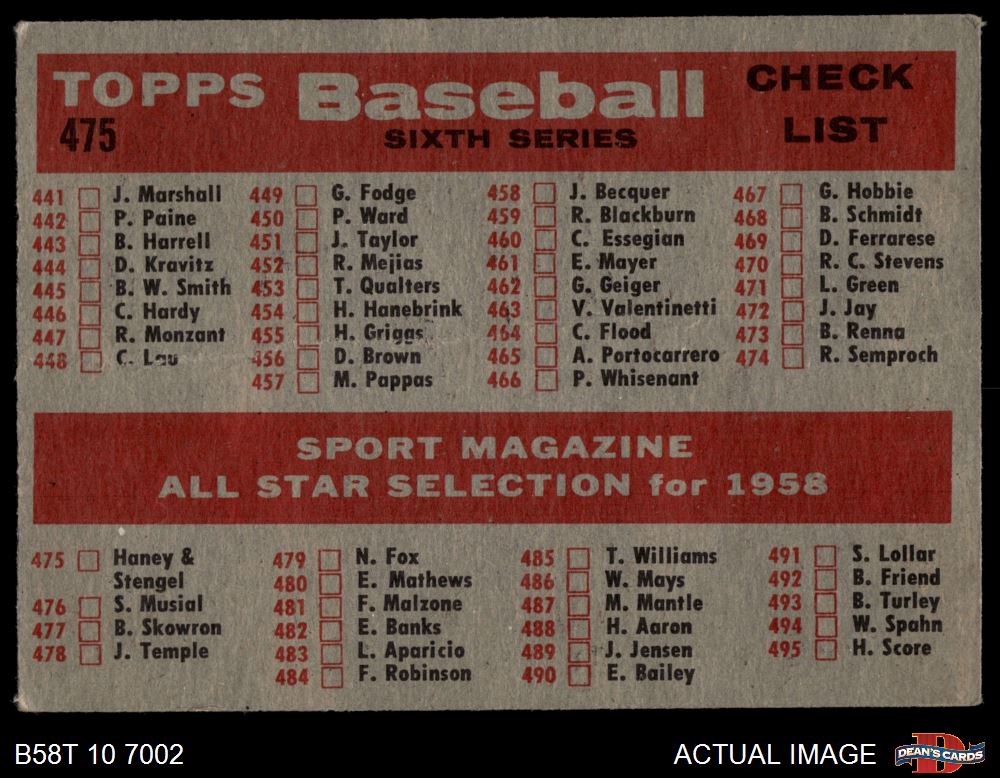 TOPPS Baseball CHECK LIST
475 SIXTH SERIES
441 J. Marshall
442 P. Paine
443 B. Harrell
444 D. Kravitz
445 B. W. Smith
446 C. Hardy
447 R. Monzant
448 C. Lau
449 G. Fodge
450 P. Ward
451 J. Taylor
452 R. Mejias
453 T. Qualters
454 H. Hanebrink
455 H. Griggs
456 D. Brown
457 M. Pappas
458 J. Becquer
459 R. Blackburn
460 C. Essegian
461 E. Mayer
462 G. Geiger
463 V. Valentinetti
464 C. Flood
465 A. Portocarrero
466 P. Whisenant
467 G. Hobbie
468 B. Schmidt
469 D. Ferrarese
470 R. C. Stevens
471 L. Green
472 J. Jay
473 B. Renna
474 R. Semproch
SPORT MAGAZINE
ALL STAR SELECTION for 1958
475 Haney &
Stengel
476 S. Musial
477 B. Skowron
478 J. Temple
479 N. Fox
480 E. Mathews
481 F. Malzone
482 E. Banks
483 L. Aparicio
484 F. Robinson
485 T. Williams
486 W. Mays
487 M. Mantle
488 H. Aaron
489 J. Jensen
490 E. Bailey
491 S. Lollar
492 B. Friend
493 B. Turley
494 W. Spahn
495 H. Score
B58T 10 7002
ACTUAL IMAGE
DEAN'S CARDS